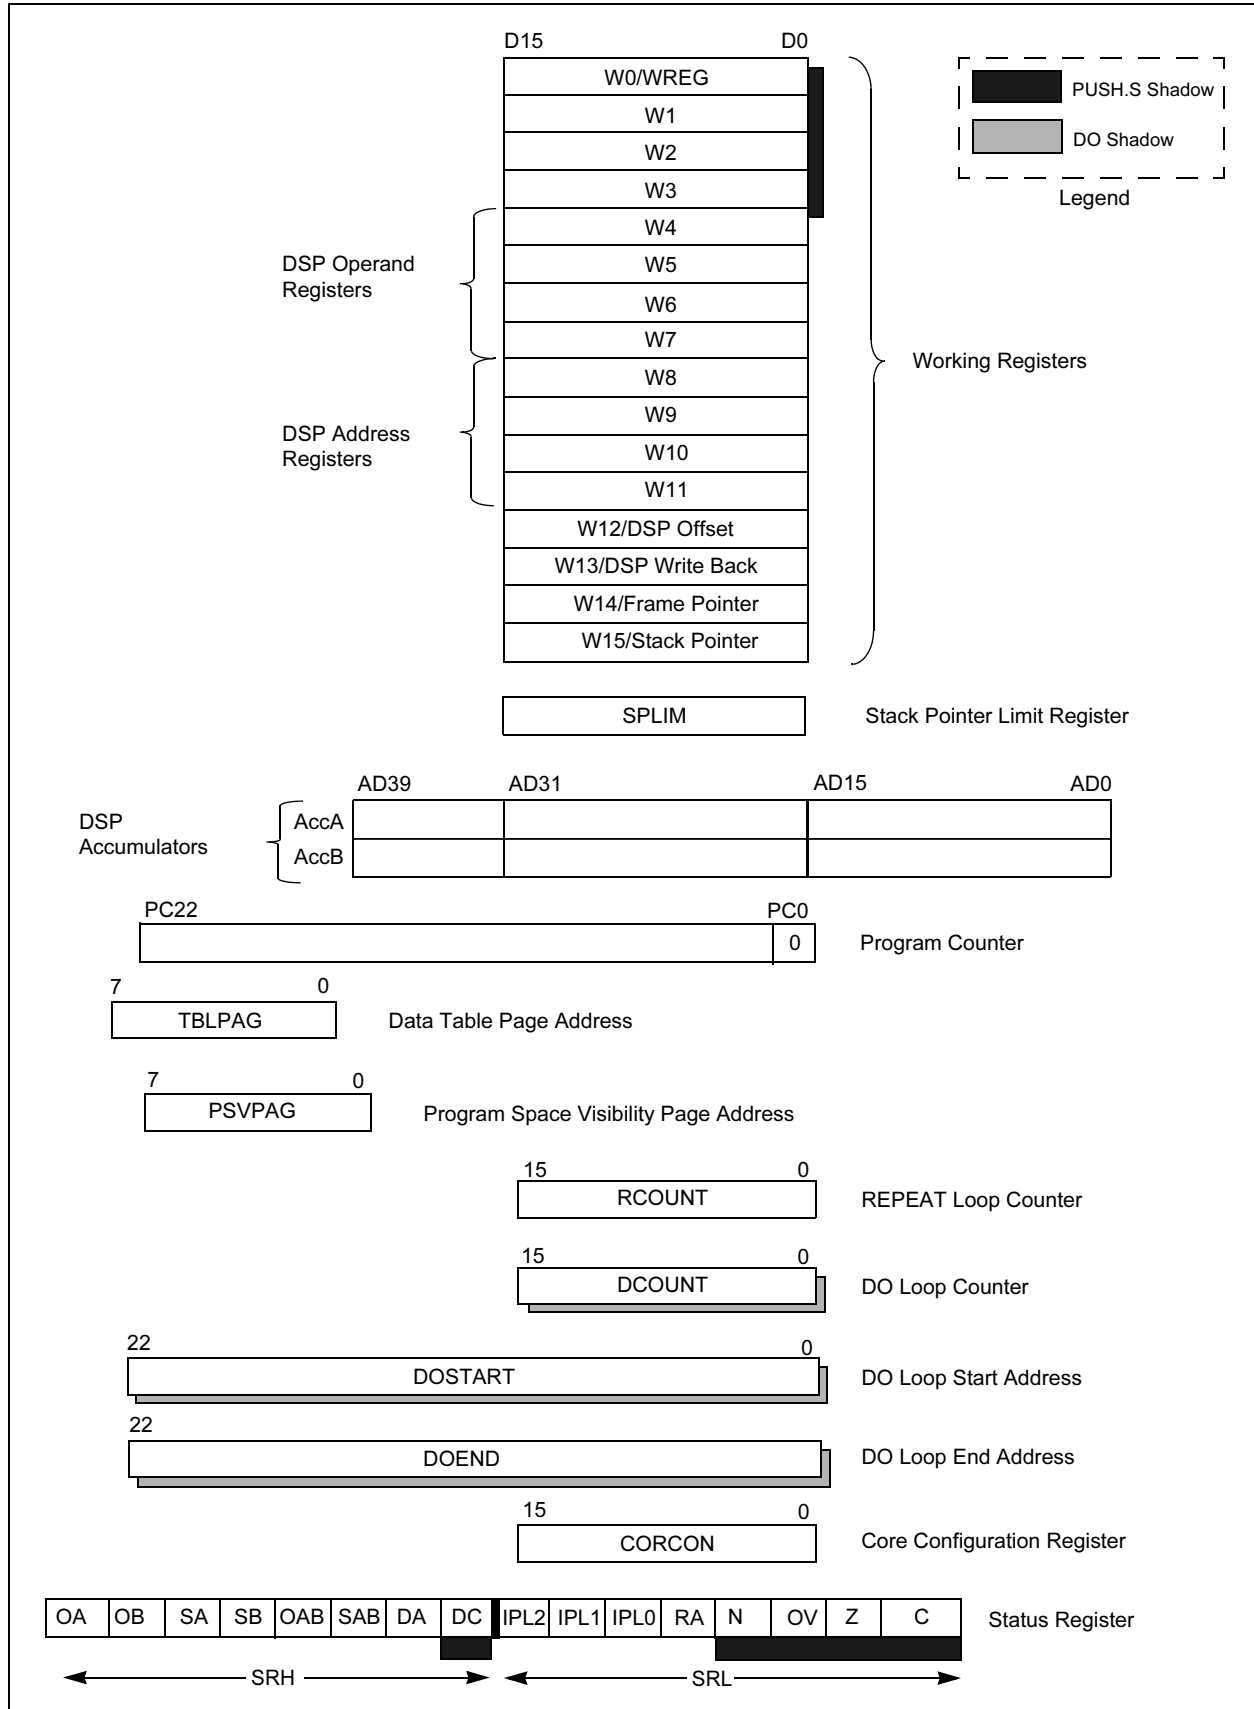 D15 D0
W0/WREG
PUSH.S Shadow
W1
W2
DO Shadow
W3
Legend
W4
DSP Operand
Registers
W5
W6
W7
Working Registers
W8
W9
DSP Address
Registers
W10
W11
W12/DSP Offset
W13/DSP Write Back
W14/Frame Pointer
W15/Stack Pointer
SPLIM Stack Pointer Limit Register
AD39 AD31 AD15 AD0
DSP
Accumulators
AccA
AccB
PC22 PC0
0 Program Counter
7 0
TBLPAG Data Table Page Address
7 0
PSVPAG Program Space Visibility Page Address
15 0
RCOUNT REPEAT Loop Counter
15 0
DCOUNT DO Loop Counter
22 0
DOSTART DO Loop Start Address
22
DOEND DO Loop End Address
15 0
CORCON Core Configuration Register
OA OB SA SB OAB SAB DA DC IPL2 IPL1 IPL0 RA N OV Z C Status Register
SRH SRL